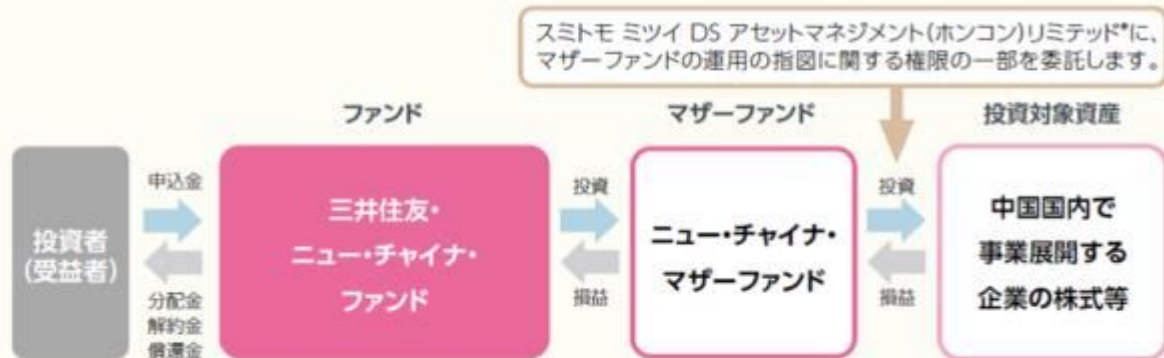 スミトモ ミツイ DS アセットマネジメント(ホンコン)リミテッド*に、
マザーファンドの運用の指図に関する権限の一部を委託します。
ファンド
マザーファンド
投資対象資産
投資者
(受益者)
申込金
分配金
解約金
償還金
三井住友・
ニュー・チャイナ・
ファンド
投資
損益
ニュー・チャイナ・
マザーファンド
投資
損益
中国国内で
事業展開する
企業の株式等